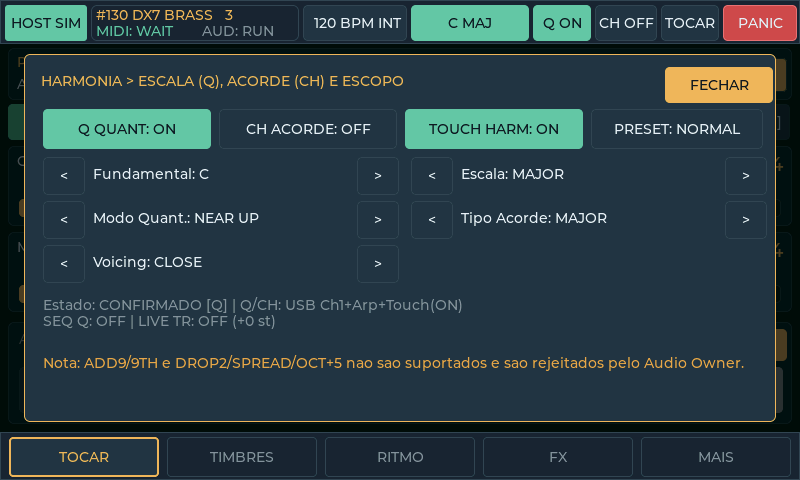 HOST SIM
#130 DX7 BRASS 3
MIDI: WAIT AUD: RUN
120 BPM INT
C MAJ
Q ON
CH OFF
TOCAR
PANIC
HARMONIA > ESCALA (Q), ACORDE (CH) E ESCOPO
FECHAR
Q QUANT: ON
CH ACORDE: OFF
TOUCH HARM: ON
PRESET: NORMAL
< Fundamental: C >
< Escala: MAJOR >
< Modo Quant.: NEAR UP >
< Tipo Acorde: MAJOR >
< Voicing: CLOSE >
Estado: CONFIRMADO [Q] | Q/CH: USB Ch1+Arp+Touch(ON)
SEQ Q: OFF | LIVE TR: OFF (+0 st)
Nota: ADD9/9TH e DROP2/SPREAD/OCT+5 nao sao suportados e sao rejeitados pelo Audio Owner.
TOCAR
TIMBRES
RITMO
FX
MAIS